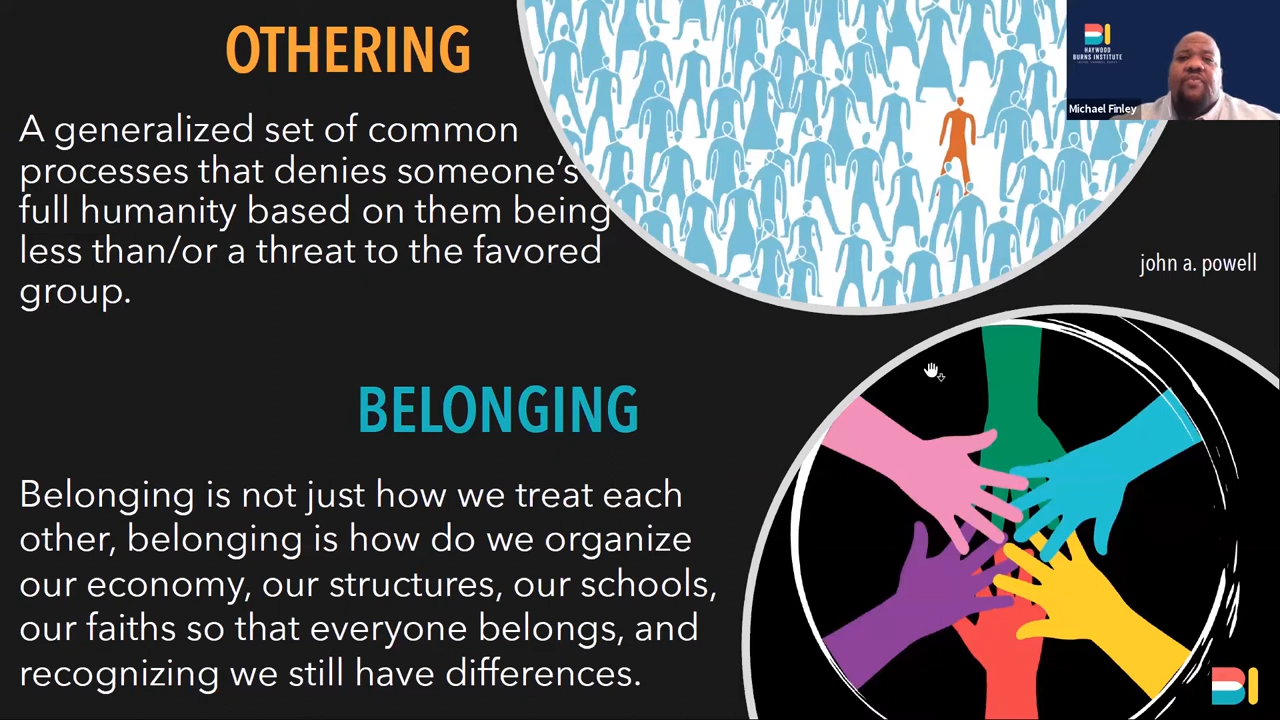 OTHERING
A generalized set of common
processes that denies someone's
full humanity based on them being
less than/or a threat to the favored
group.
HAYWOOD
BURNS INSTITUTE
Michael Finley
john a. powell
BELONGING
Belonging is not just how we treat each
other, belonging is how do we organize
our economy, our structures, our schools,
our faiths so that everyone belongs, and
recognizing we still have differences.